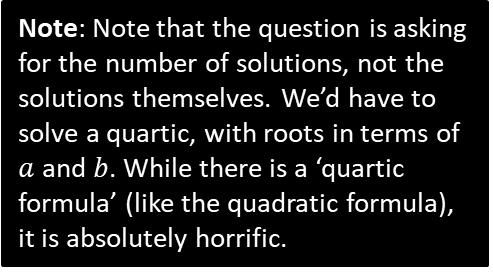 Note: Note that the question is asking
for the number of solutions, not the
solutions themselves. We’d have to
solve a quartic, with roots in terms of
𝑎 and 𝑏. While there is a ‘quartic
formula’ (like the quadratic formula),
it is absolutely horrific.